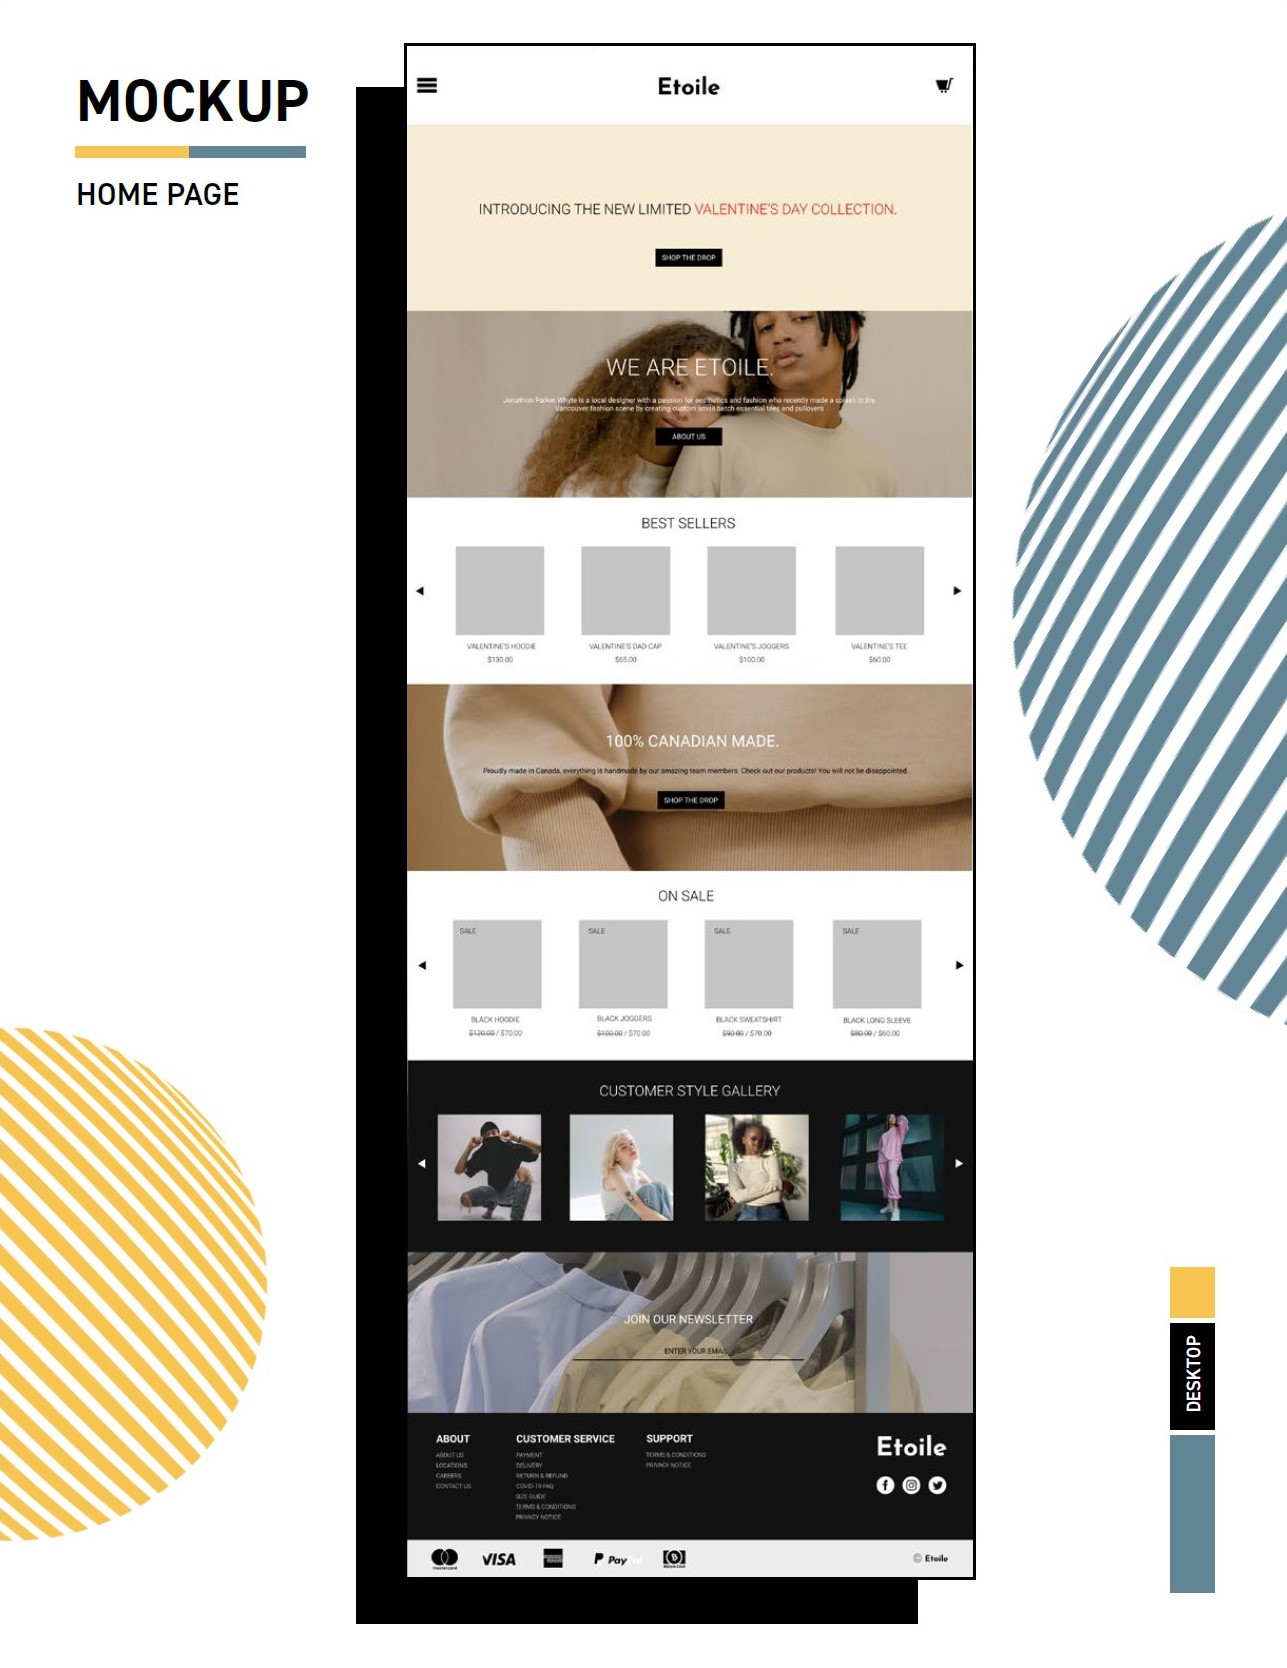 MOCKUP
HOME PAGE
Etoile
INTRODUCING THE NEW LIMITED VALENTINE'S DAY COLLECTION.
SHOP THE DROP
WE ARE ETOILE.
Jonathon Parker Whyte is a local designer with a passion for aesthetics and fashion who recently made a splash in the
Vancouver fashion scene by creating custom small batch essential tees and pullovers
ABOUT US
BEST SELLERS
VALENTINE'S HOODIE VALENTINE'S DAD CAP VALENTINE'S JOGGERS VALENTINE'S TEE
$130.00 $65.00 $100.00 $60.00
100% CANADIAN MADE.
Proudly made in Canada, everything is handmade by our amazing team members. Check out our products! You will not be disappointed.
SHOP THE DROP
ON SALE
SALE SALE SALE SALE
BLACK HOODIE BLACK JOGGERS BLACK SWEATSHIRT BLACK LONG SLEEVE
$120.00 / $70.00 $100.00 / $70.00 $90.00 / $70.00 $80.00 / $60.00
CUSTOMER STYLE GALLERY
JOIN OUR NEWSLETTER
ENTER YOUR EMAIL
ABOUT
ABOUT US
LOCATIONS
CAREERS
CONTACT US
CUSTOMER SERVICE
PAYMENT
DELIVERY
RETURN & REFUND
COVID-19 FAQ
SIZE GUIDE
TERMS & CONDITIONS
PRIVACY NOTICE
SUPPORT
TERMS & CONDITIONS
PRIVACY NOTICE
Etoile
mastercard VISA PayPal
© Etoile
DESKTOP